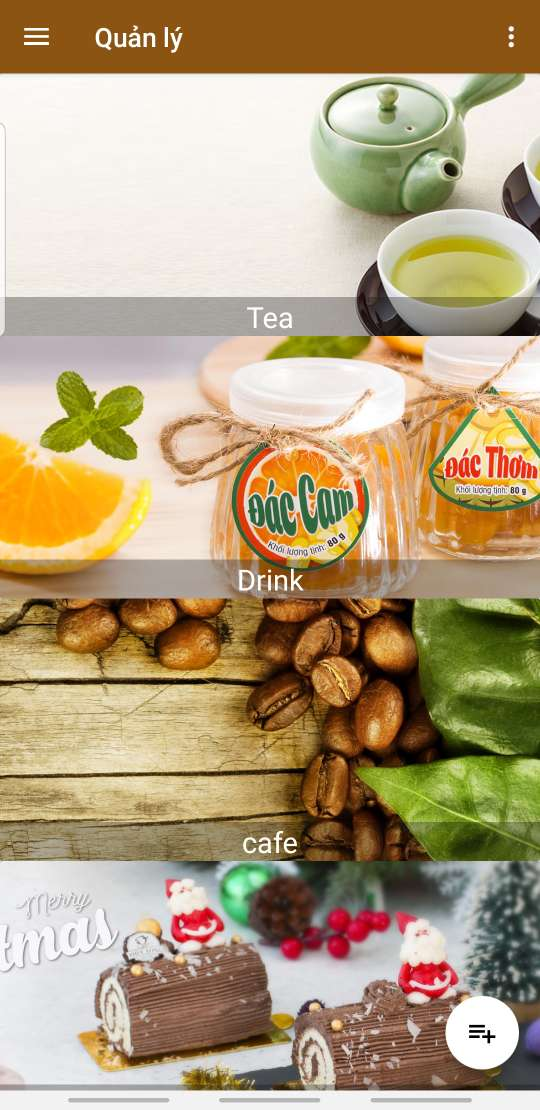 Quản lý
Tea
Đác Cam
Khối lượng tịnh: 80 g
Đác Thơm
Khối lượng tịnh: 80 g
Drink
cafe
Merry
tmas